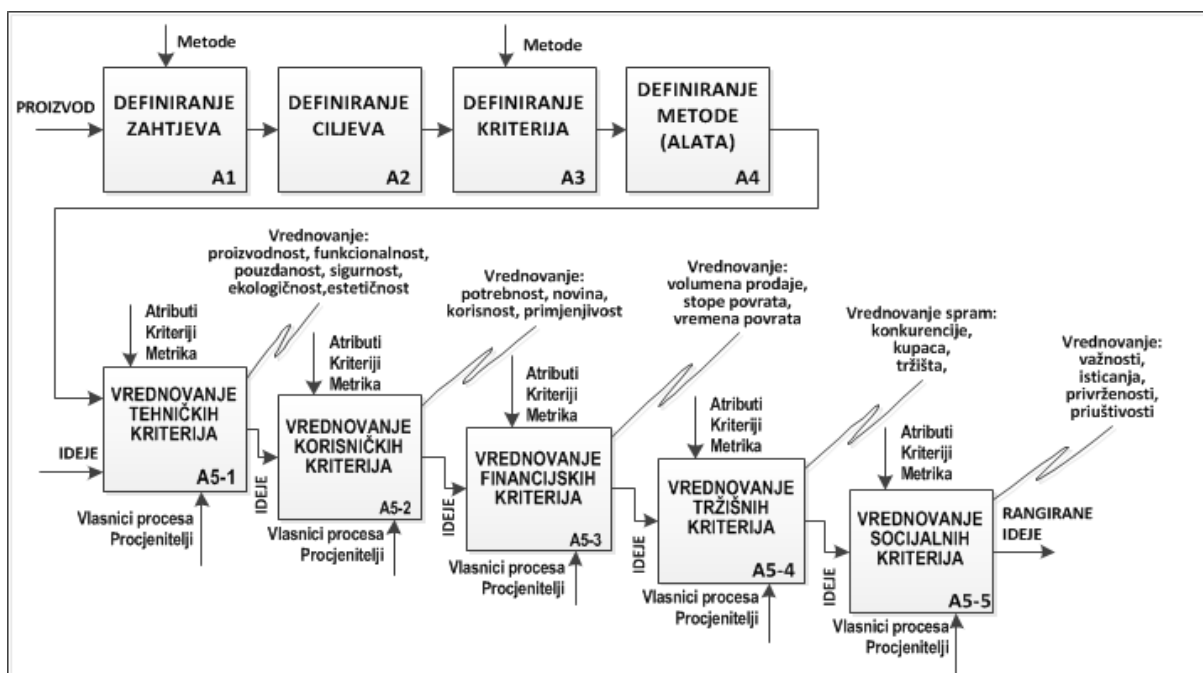 Metode
Metode
PROIZVOD
DEFINIRANJE
ZAHTJEVA
A1
DEFINIRANJE
CILJEVA
A2
DEFINIRANJE
KRITERIJA
A3
DEFINIRANJE
METODE
(ALATA)
A4
Vrednovanje:
proizvodnost, funkcionalnost,
pouzdanost, sigurnost,
ekologičnost,estetičnost
Vrednovanje:
potrebnost, novina,
korisnost, primjenjivost
Vrednovanje:
volumena prodaje,
stope povrata,
vremena povrata
Vrednovanje spram:
konkurencije,
kupaca,
tržišta,
Vrednovanje:
važnosti,
isticanja,
privrženosti,
priuštivosti
Atributi
Kriteriji
Metrika
VREDNOVANJE
TEHNIČKIH
KRITERIJA
A5-1
IDEJE
Vlasnici procesa
Procjenitelji
IDEJE
Atributi
Kriteriji
Metrika
VREDNOVANJE
KORISNIČKIH
KRITERIJA
A5-2
Vlasnici procesa
Procjenitelji
IDEJE
Atributi
Kriteriji
Metrika
VREDNOVANJE
FINANCIJSKIH
KRITERIJA
A5-3
Vlasnici procesa
Procjenitelji
IDEJE
Atributi
Kriteriji
Metrika
VREDNOVANJE
TRŽIŠNIH
KRITERIJA
A5-4
Vlasnici procesa
Procjenitelji
IDEJE
Atributi
Kriteriji
Metrika
VREDNOVANJE
SOCIJALNIH
KRITERIJA
A5-5
Vlasnici procesa
Procjenitelji
RANGIRANE
IDEJE